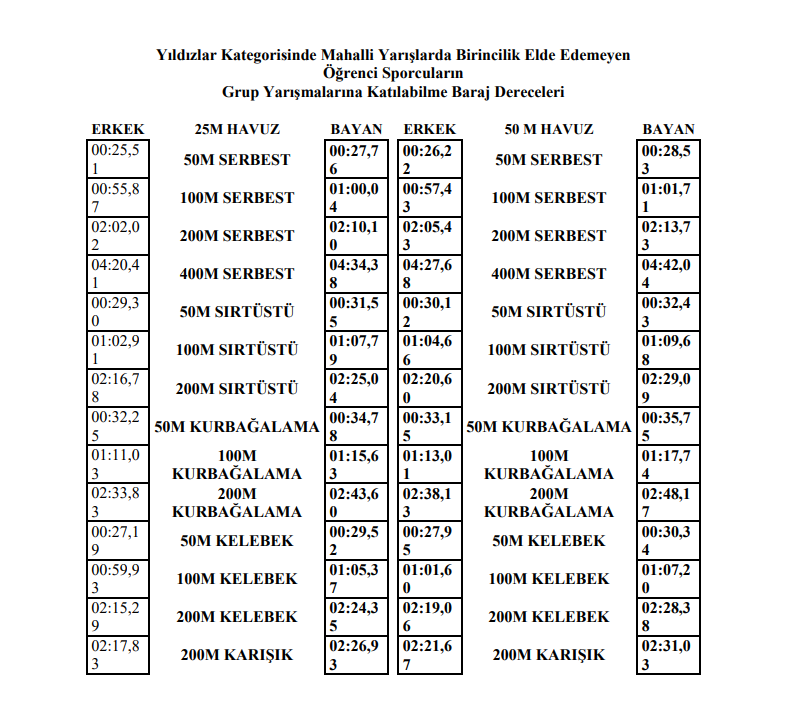 Yıldızlar Kategorisinde Mahalli Yarışlarda Birincilik Elde Edemeyen
Öğrenci Sporcuların
Grup Yarışmalarına Katılabilme Baraj Dereceleri
ERKEK 25M HAVUZ BAYAN ERKEK 50 M HAVUZ BAYAN
00:25,51 50M SERBEST 00:27,76 00:26,22 50M SERBEST 00:28,53
00:55,87 100M SERBEST 01:00,04 00:57,43 100M SERBEST 01:01,71
02:02,02 200M SERBEST 02:10,10 02:05,43 200M SERBEST 02:13,73
04:20,41 400M SERBEST 04:34,38 04:27,68 400M SERBEST 04:42,04
00:29,30 50M SIRTÜSTÜ 00:31,55 00:30,12 50M SIRTÜSTÜ 00:32,43
01:02,91 100M SIRTÜSTÜ 01:07,79 01:04,66 100M SIRTÜSTÜ 01:09,68
02:16,78 200M SIRTÜSTÜ 02:25,04 02:20,60 200M SIRTÜSTÜ 02:29,09
00:32,25 50M KURBAĞALAMA 00:34,78 00:33,15 50M KURBAĞALAMA 00:35,75
01:11,03 100M KURBAĞALAMA 01:15,63 01:13,01 100M KURBAĞALAMA 01:17,74
02:33,83 200M KURBAĞALAMA 02:43,60 02:38,13 200M KURBAĞALAMA 02:48,17
00:27,19 50M KELEBEK 00:29,52 00:27,95 50M KELEBEK 00:30,34
00:59,93 100M KELEBEK 01:05,37 01:01,60 100M KELEBEK 01:07,20
02:15,29 200M KELEBEK 02:24,35 02:19,06 200M KELEBEK 02:28,38
02:17,83 200M KARIŞIK 02:26,93 02:21,67 200M KARIŞIK 02:31,03